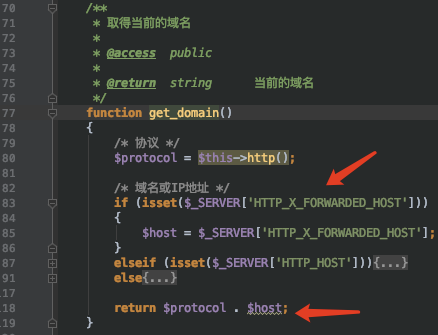 70 /**
71 * 取得当前的域名
72 *
73 * @access public
74 *
75 * @return string 当前的域名
76 */
77 function get_domain()
78 {
79 /* 协议 */
80 $protocol = $this->http();
81
82 /* 域名或IP地址 */
83 if (isset($_SERVER['HTTP_X_FORWARDED_HOST']))
84 {
85 $host = $_SERVER['HTTP_X_FORWARDED_HOST'];
86 }
87 elseif (isset($_SERVER['HTTP_HOST'])){...}
91 else{...}
117
118 return $protocol . $host;
119 }